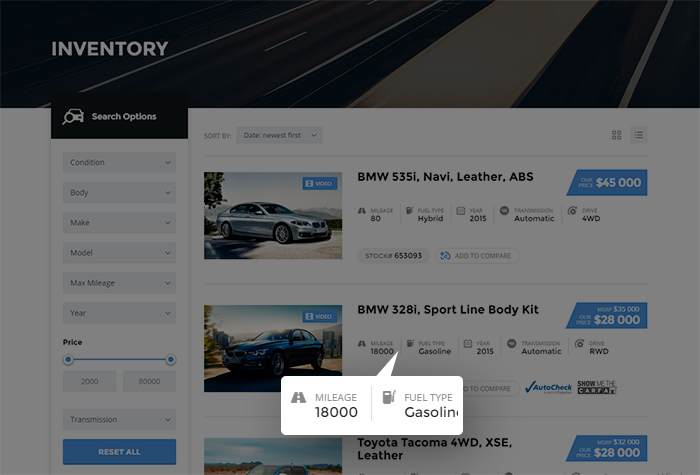 INVENTORY
Search Options
SORT BY: Date: newest first
Condition
Body
Make
Model
Max Mileage
Year
Price
2000 80000
Transmission
RESET ALL
VIDEO
BMW 535i, Navi, Leather, ABS
OUR PRICE $45 000
MILEAGE 80
FUEL TYPE Hybrid
YEAR 2015
TRANSMISSION Automatic
DRIVE 4WD
STOCK# 653093
ADD TO COMPARE
VIDEO
BMW 328i, Sport Line Body Kit
MSRP $35 000
OUR PRICE $28 000
MILEAGE 18000
FUEL TYPE Gasoline
YEAR 2015
TRANSMISSION Automatic
DRIVE RWD
ADD TO COMPARE
AutoCheck
SHOW ME THE
CARFAX
MILEAGE 18000
FUEL TYPE Gasolin
Toyota Tacoma 4WD, XSE,
Leather
MSRP $32 000
OUR PRICE $28 000